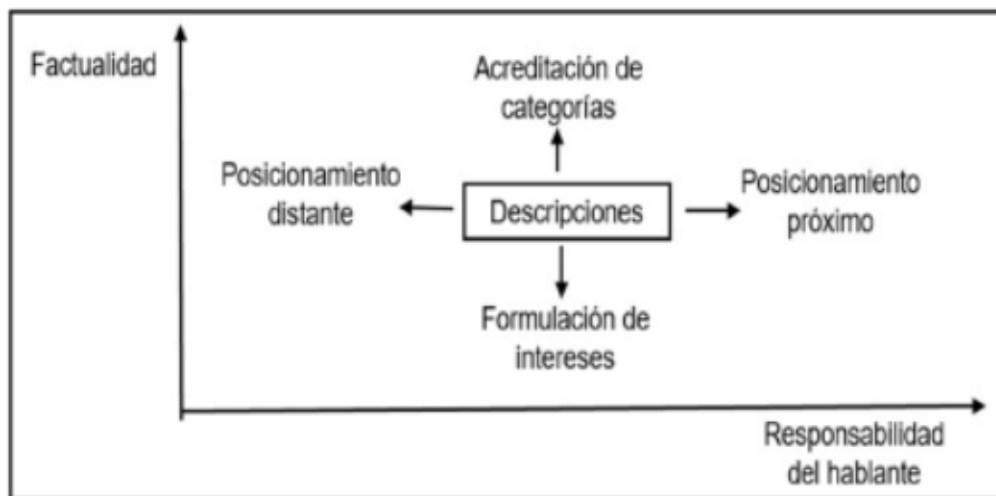 Factualidad
Acreditación de
categorías
Posicionamiento
distante
Descripciones
Posicionamiento
próximo
Formulación de
intereses
Responsabilidad
del hablante